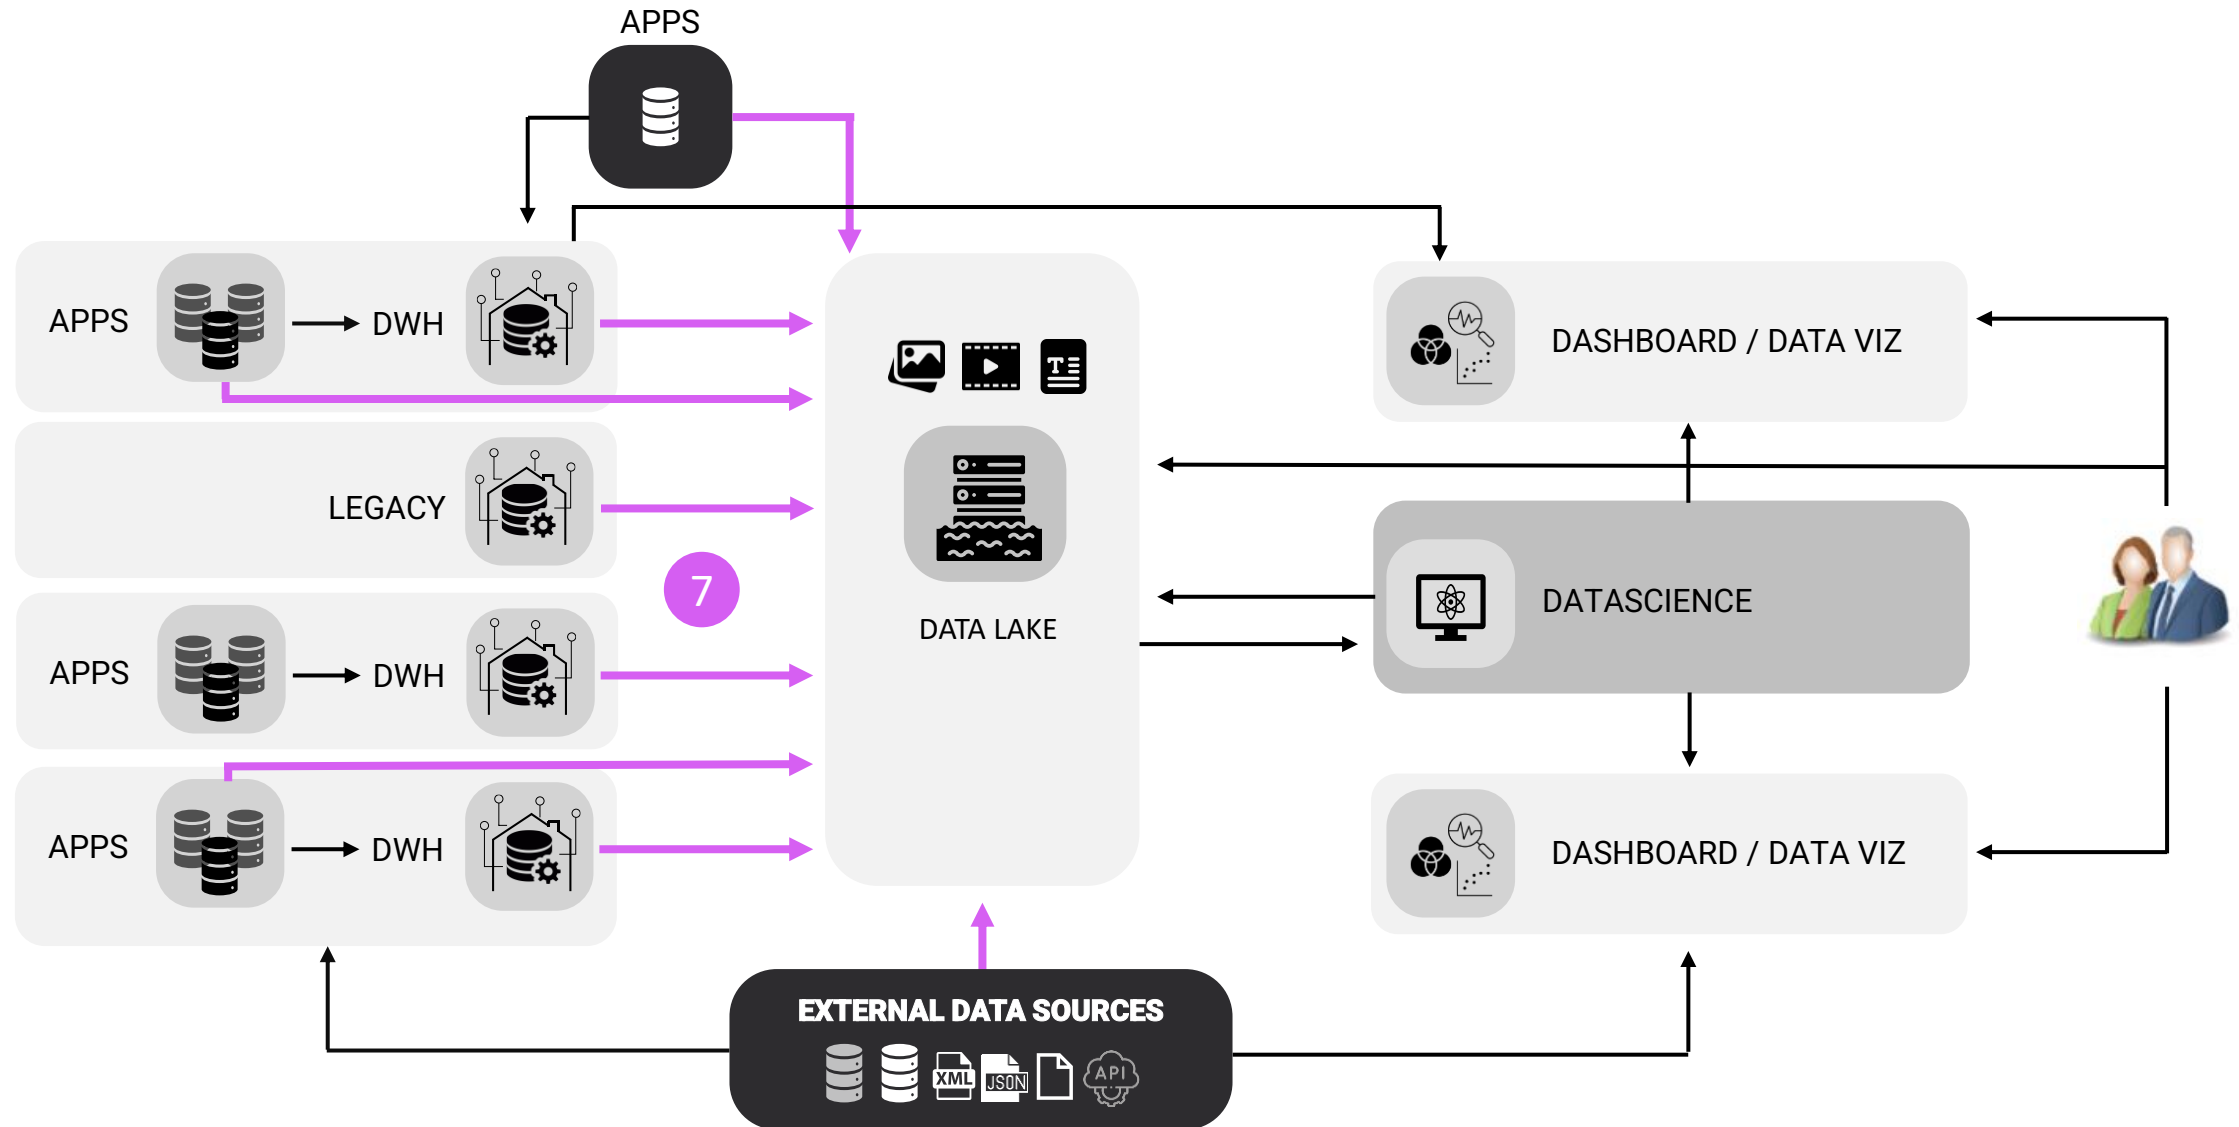 APPS
APPS
DWH
DASHBOARD / DATA VIZ
LEGACY
7
DATA LAKE
DATASCIENCE
APPS
DWH
APPS
DWH
DASHBOARD / DATA VIZ
EXTERNAL DATA SOURCES
XML
JSON
API